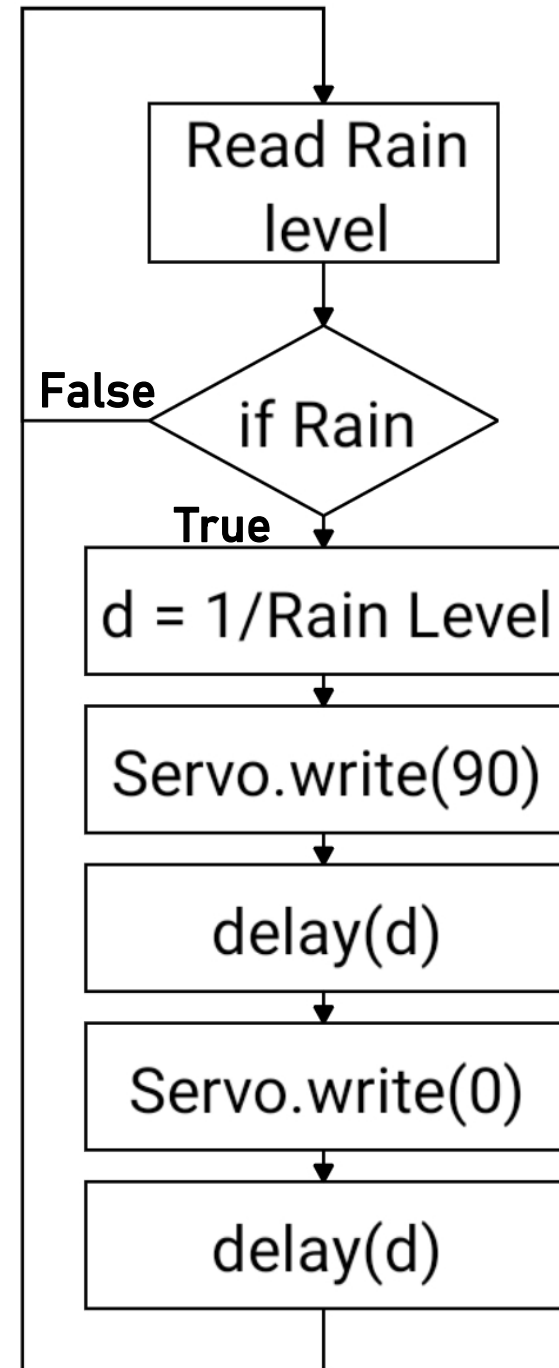 Read Rain
level
False
if Rain
True
d = 1/Rain Level
Servo.write(90)
delay(d)
Servo.write(0)
delay(d)